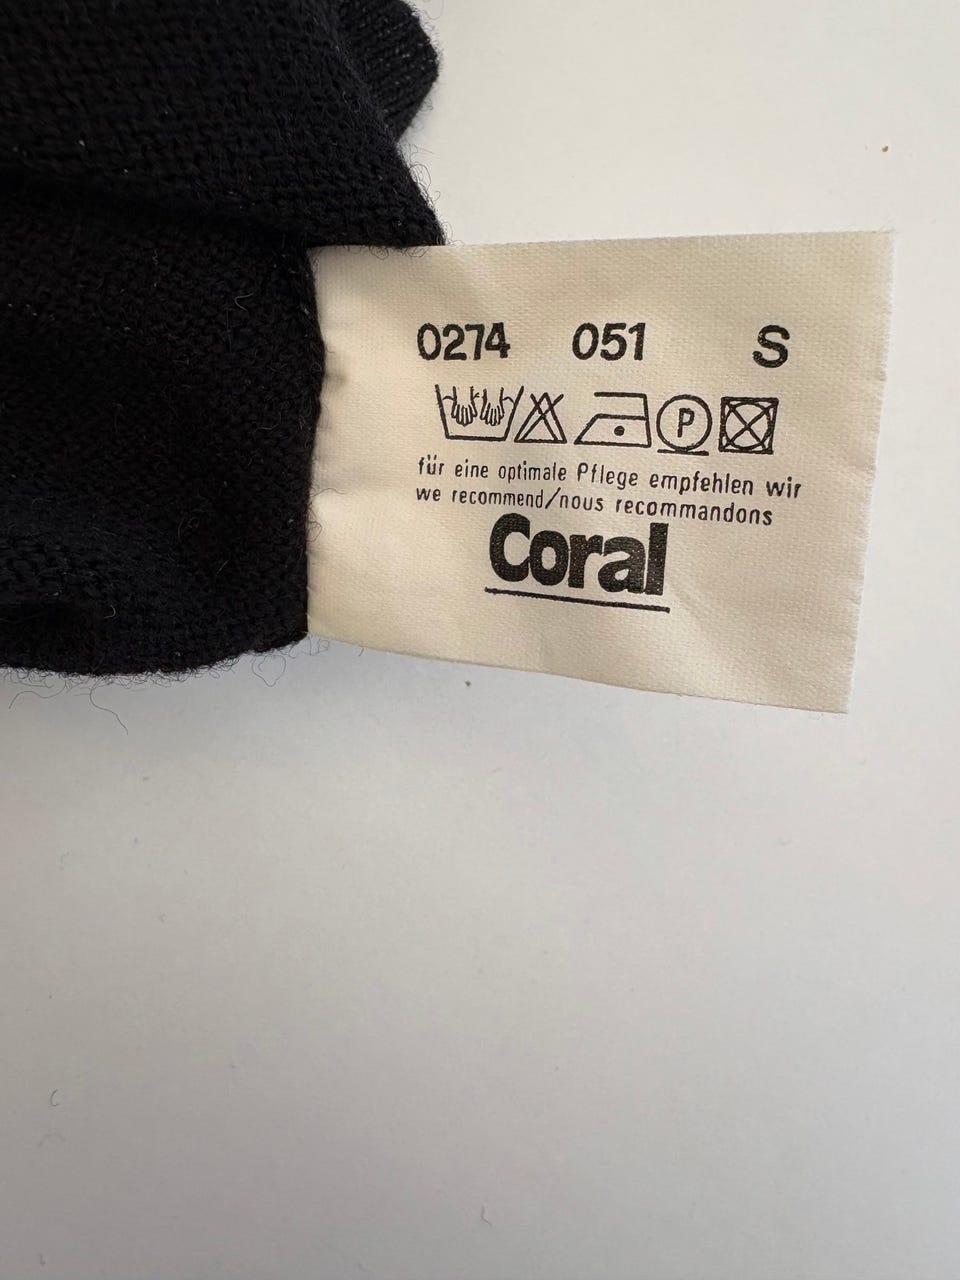 0274 051 S
P
für eine optimale Pflege empfehlen wir
we recommend/nous recommandons
Coral